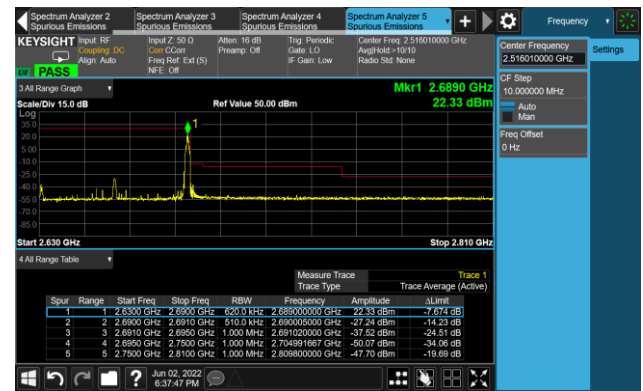 Spectrum Analyzer 2
Spurious Emissions
Spectrum Analyzer 3
Spurious Emissions
Spectrum Analyzer 4
Spurious Emissions
Spectrum Analyzer 5
Spurious Emissions
Frequency
KEYSIGHT
Input: RF
Coupling: DC
Align: Auto
Input Z: 50 Ω
Corr CCorr
Freq Ref: Ext (S)
NFE: Off
Atten: 16 dB
Preamp: Off
Trig: Periodic
Gate: LO
IF Gain: Low
Center Freq: 2.516010000 GHz
Avg|Hold:>10/10
Radio Std: None
PASS
Center Frequency
2.516010000 GHz
Settings
CF Step
10.000000 MHz
Auto
Man
Freq Offset
0 Hz
3 All Range Graph
Mkr1 2.6890 GHz
22.33 dBm
Scale/Div 15.0 dB
Ref Value 50.00 dBm
Log
35.0
20.0
5.00
-10.0
-25.0
-40.0
-55.0
-70.0
-85.0
1
Start 2.630 GHz
Stop 2.810 GHz
4 All Range Table
Measure Trace Trace 1
Trace Type Trace Average (Active)
Spur Range Start Freq Stop Freq RBW Frequency Amplitude ΔLimit
1 1 2.6300 GHz 2.6900 GHz 620.0 kHz 2.689000000 GHz 22.33 dBm -7.674 dB
2 2 2.6900 GHz 2.6910 GHz 510.0 kHz 2.690005000 GHz -27.24 dBm -14.23 dB
3 3 2.6910 GHz 2.6950 GHz 1.000 MHz 2.691020000 GHz -37.52 dBm -24.51 dB
4 4 2.6950 GHz 2.7500 GHz 1.000 MHz 2.704991667 GHz -50.07 dBm -34.06 dB
5 5 2.7500 GHz 2.8100 GHz 1.000 MHz 2.809800000 GHz -47.70 dBm -19.69 dB
Jun 02, 2022
6:37:47 PM